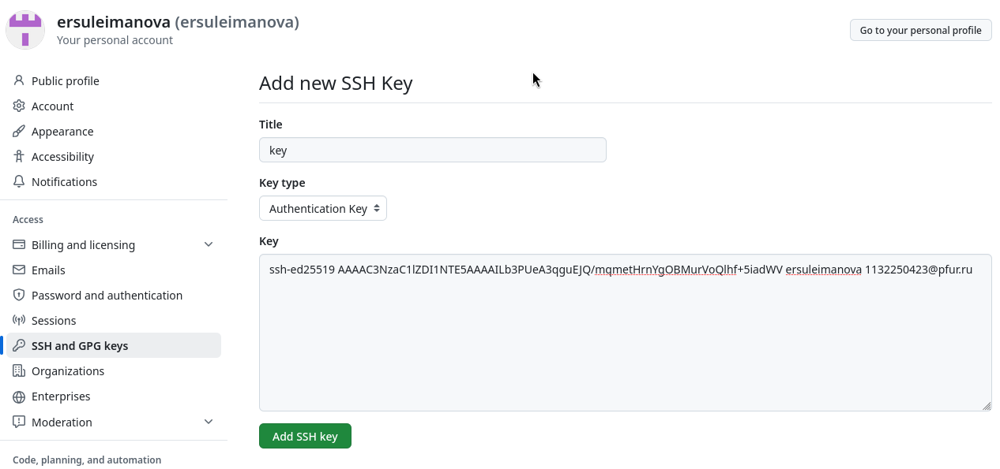 ersuleimanova (ersuleimanova)
Your personal account
Go to your personal profile
Public profile
Account
Appearance
Accessibility
Notifications
Access
Billing and licensing
Emails
Password and authentication
Sessions
SSH and GPG keys
Organizations
Enterprises
Moderation
Code, planning, and automation
Add new SSH Key
Title
key
Key type
Authentication Key
Key
ssh-ed25519 AAAAC3NzaC1lZDI1NTE5AAAAILb3PUeA3qguEJQ/mqmetHrnYgOBMurVoQlhf+5iadWV ersuleimanova 1132250423@pfur.ru
Add SSH key